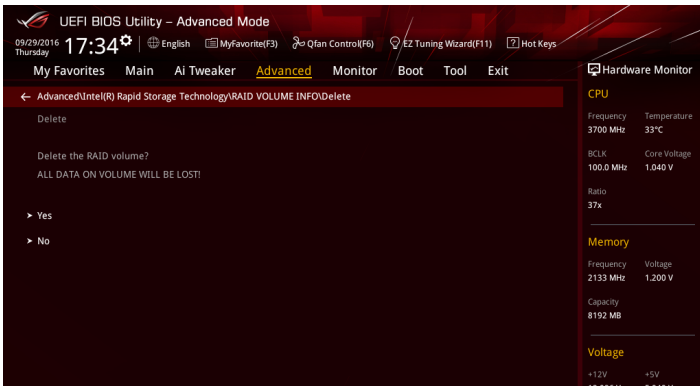 UEFI BIOS Utility – Advanced Mode
09/29/2016 Thursday 17:34 English MyFavorite(F3) Qfan Control(F6) EZ Tuning Wizard(F11) Hot Keys
My Favorites Main Ai Tweaker Advanced Monitor Boot Tool Exit
Advanced\Intel(R) Rapid Storage Technology\RAID VOLUME INFO\Delete
Delete
Delete the RAID volume?
ALL DATA ON VOLUME WILL BE LOST!
Yes
No
Hardware Monitor
CPU
Frequency Temperature
3700 MHz 33°C
BCLK Core Voltage
100.0 MHz 1.040 V
Ratio
37x
Memory
Frequency Voltage
2133 MHz 1.200 V
Capacity
8192 MB
Voltage
+12V +5V